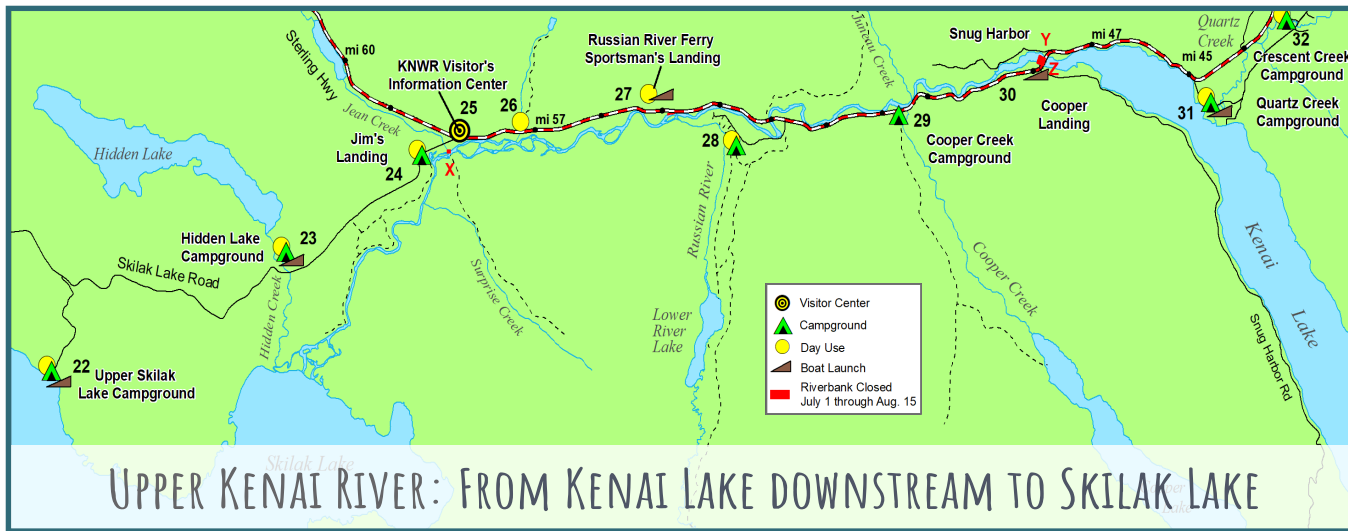 Sterling Hwy
mi 60
KNWR Visitor's
Information Center
25
26
mi 57
Russian River Ferry
Sportsman's Landing
27
Juneau Creek
Snug Harbor
Y
Z
mi 47
mi 45
Quartz
Creek
32
Crescent Creek
Campground
Jean Creek
Jim's
Landing
24
X
28
29
Cooper Creek
Campground
30
Cooper
Landing
31
Quartz Creek
Campground
Hidden Lake
Hidden Lake
Campground
23
Skilak Lake Road
Hidden Creek
Surprise Creek
Russian River
Lower
River
Lake
Cooper Creek
Kenai
Lake
Snug Harbor Rd
22
Upper Skilak
Lake Campground
Visitor Center
Campground
Day Use
Boat Launch
Riverbank Closed
July 1 through Aug. 15
Skilak Lake
Upper Kenai River: From Kenai Lake downstream to Skilak Lake